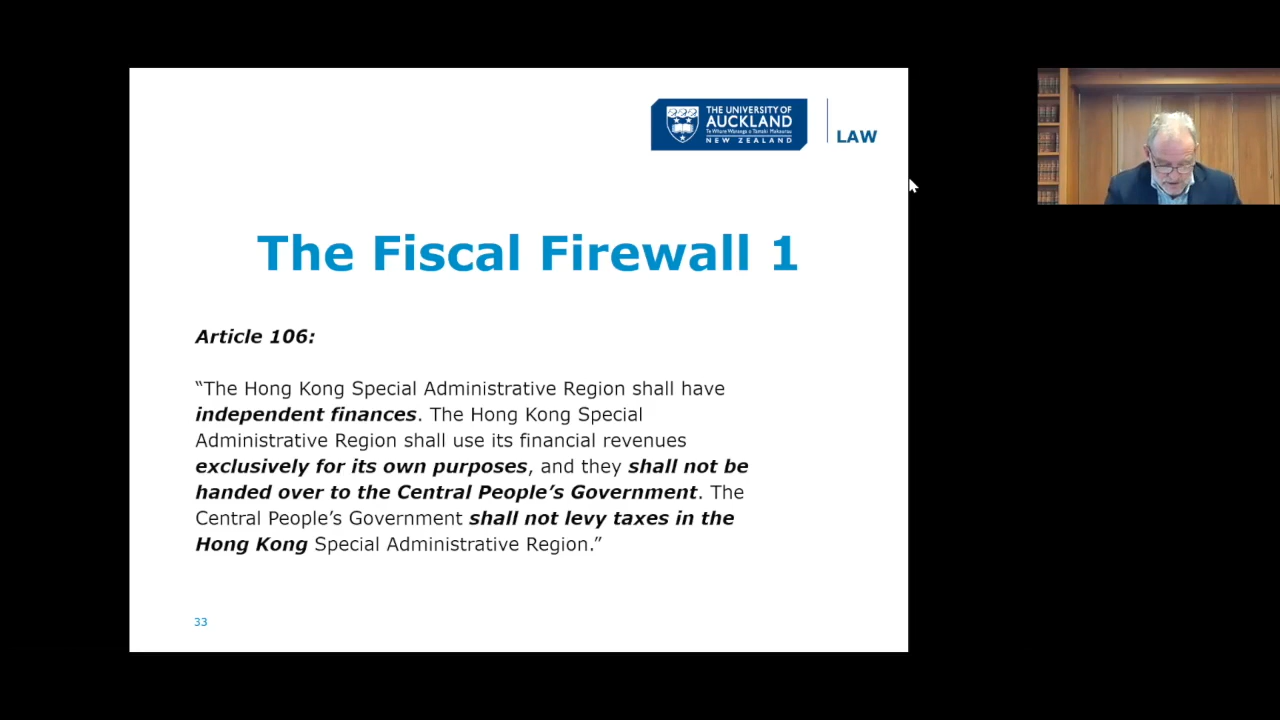 THE UNIVERSITY OF
AUCKLAND
Te Whare Wānanga o Tāmaki Makaurau
NEW ZEALAND
LAW
The Fiscal Firewall 1
Article 106:
“The Hong Kong Special Administrative Region shall have
independent finances. The Hong Kong Special
Administrative Region shall use its financial revenues
exclusively for its own purposes, and they shall not be
handed over to the Central People’s Government. The
Central People’s Government shall not levy taxes in the
Hong Kong Special Administrative Region.”
33